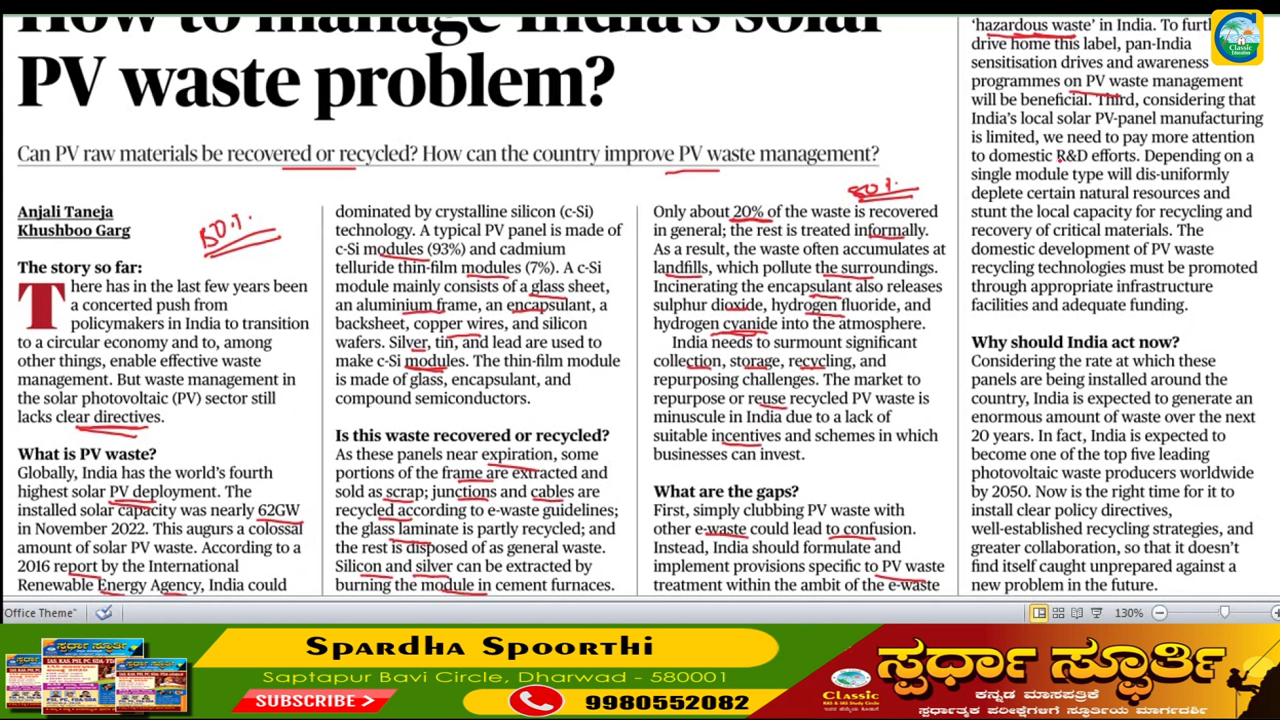 How to manage India's solar
PV waste problem?
Can PV raw materials be recovered or recycled? How can the country improve PV waste management?
Anjali Taneja
Khushboo Garg
50%
The story so far:
There has in the last few years been
a concerted push from
policymakers in India to transition
to a circular economy and to, among
other things, enable effective waste
management. But waste management in
the solar photovoltaic (PV) sector still
lacks clear directives.
What is PV waste?
Globally, India has the world's fourth
highest solar PV deployment. The
installed solar capacity was nearly 62GW
in November 2022. This augurs a colossal
amount of solar PV waste. According to a
2016 report by the International
Renewable Energy Agency, India could
dominated by crystalline silicon (c-Si)
technology. A typical PV panel is made of
c-Si modules (93%) and cadmium
telluride thin-film modules (7%). A c-Si
module mainly consists of a glass sheet,
an aluminium frame, an encapsulant, a
backsheet, copper wires, and silicon
wafers. Silver, tin, and lead are used to
make c-Si modules. The thin-film module
is made of glass, encapsulant, and
compound semiconductors.
Is this waste recovered or recycled?
As these panels near expiration, some
portions of the frame are extracted and
sold as scrap; junctions and cables are
recycled according to e-waste guidelines;
the glass laminate is partly recycled; and
the rest is disposed of as general waste.
Silicon and silver can be extracted by
burning the module in cement furnaces.
80%
Only about 20% of the waste is recovered
in general; the rest is treated informally.
As a result, the waste often accumulates at
landfills, which pollute the surroundings.
Incinerating the encapsulant also releases
sulphur dioxide, hydrogen fluoride, and
hydrogen cyanide into the atmosphere.
India needs to surmount significant
collection, storage, recycling, and
repurposing challenges. The market to
repurpose or reuse recycled PV waste is
minuscule in India due to a lack of
suitable incentives and schemes in which
businesses can invest.
What are the gaps?
First, simply clubbing PV waste with
other e-waste could lead to confusion.
Instead, India should formulate and
implement provisions specific to PV waste
treatment within the ambit of the e-waste
'hazardous waste' in India. To
drive home this label, pan-India
sensitisation drives and awareness
programmes on PV waste management
will be beneficial. Third, considering that
India's local solar PV-panel manufacturing
is limited, we need to pay more attention
to domestic R&D efforts. Depending on a
single module type will dis-uniformly
deplete certain natural resources and
stunt the local capacity for recycling and
recovery of critical materials. The
domestic development of PV waste
recycling technologies must be promoted
through appropriate infrastructure
facilities and adequate funding.
Why should India act now?
Considering the rate at which these
panels are being installed around the
country, India is expected to generate an
enormous amount of waste over the next
20 years. In fact, India is expected to
become one of the top five leading
photovoltaic waste producers worldwide
by 2050. Now is the right time for it to
install clear policy directives,
well-established recycling strategies, and
greater collaboration, so that it doesn't
find itself caught unprepared against a
new problem in the future.
Classic
Education
Office Theme"
130%
Spardha Spoorthi
Saptapur Bavi Circle, Dharwad - 580001
SUBSCRIBE
9980552082
Classic
KAS & IAS Study Circle
ಸ್ಪರ್ಧಾ ಸ್ಫೂರ್ತಿ
ಕನ್ನಡ ಮಾಸಪತ್ರಿಕೆ
ಸ್ಪರ್ಧಾತ್ಮಕ ಪರೀಕ್ಷೆಗಳಿಗೆ ಸ್ಫೂರ್ತಿಯ ಮಾರ್ಗದರ್ಶಿ